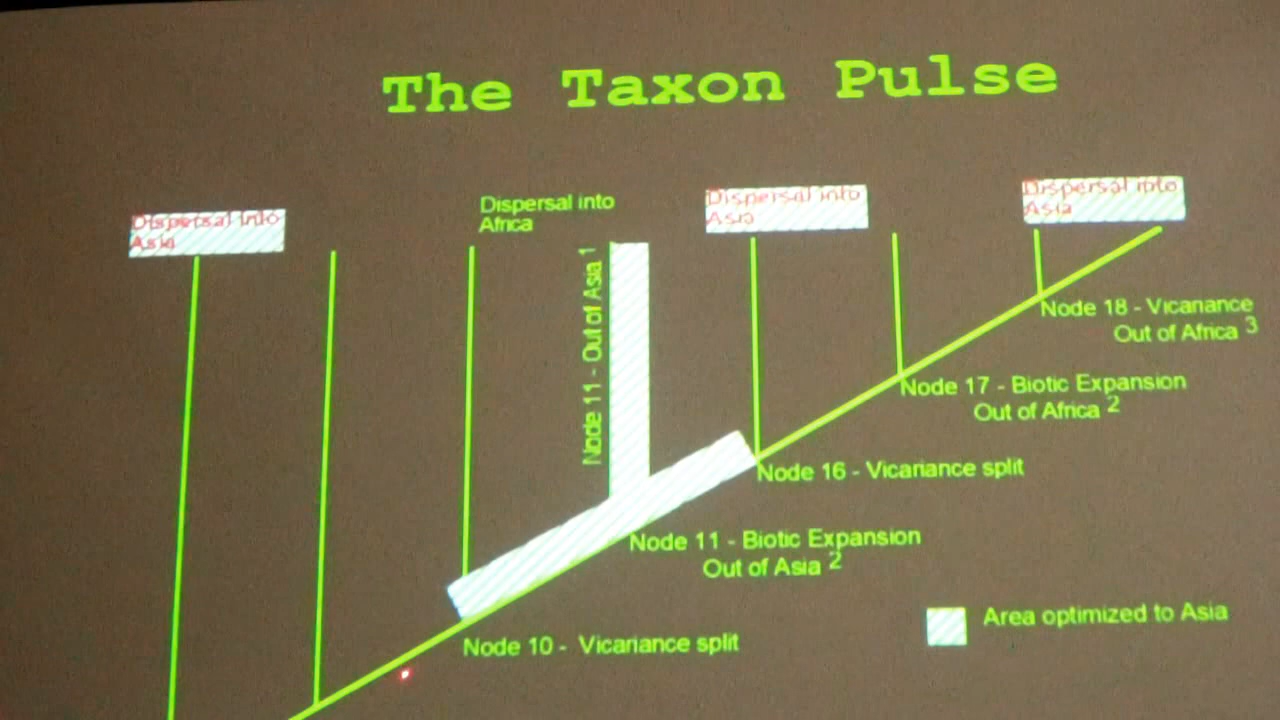 The Taxon Pulse
Dispersal into
Asia
Dispersal into
Africa
Node 11 - Out of Asia 1
Dispersal into
Asia
Dispersal into
Asia
Node 18 - Vicariance
Out of Africa 3
Node 17 - Biotic Expansion
Out of Africa 2
Node 16 - Vicariance split
Node 11 - Biotic Expansion
Out of Asia 2
Area optimized to Asia
Node 10 - Vicariance split